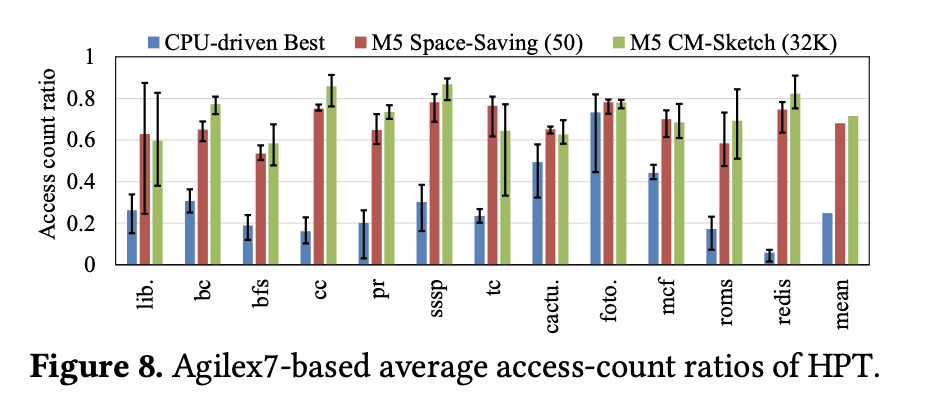 CPU-driven Best M5 Space-Saving (50) M5 CM-Sketch (32K)
Access count ratio
1
0.8
0.6
0.4
0.2
0
lib. bc bfs cc pr sssp tc cactu. foto. mcf roms redis mean
Figure 8. Agilex7-based average access-count ratios of HPT.